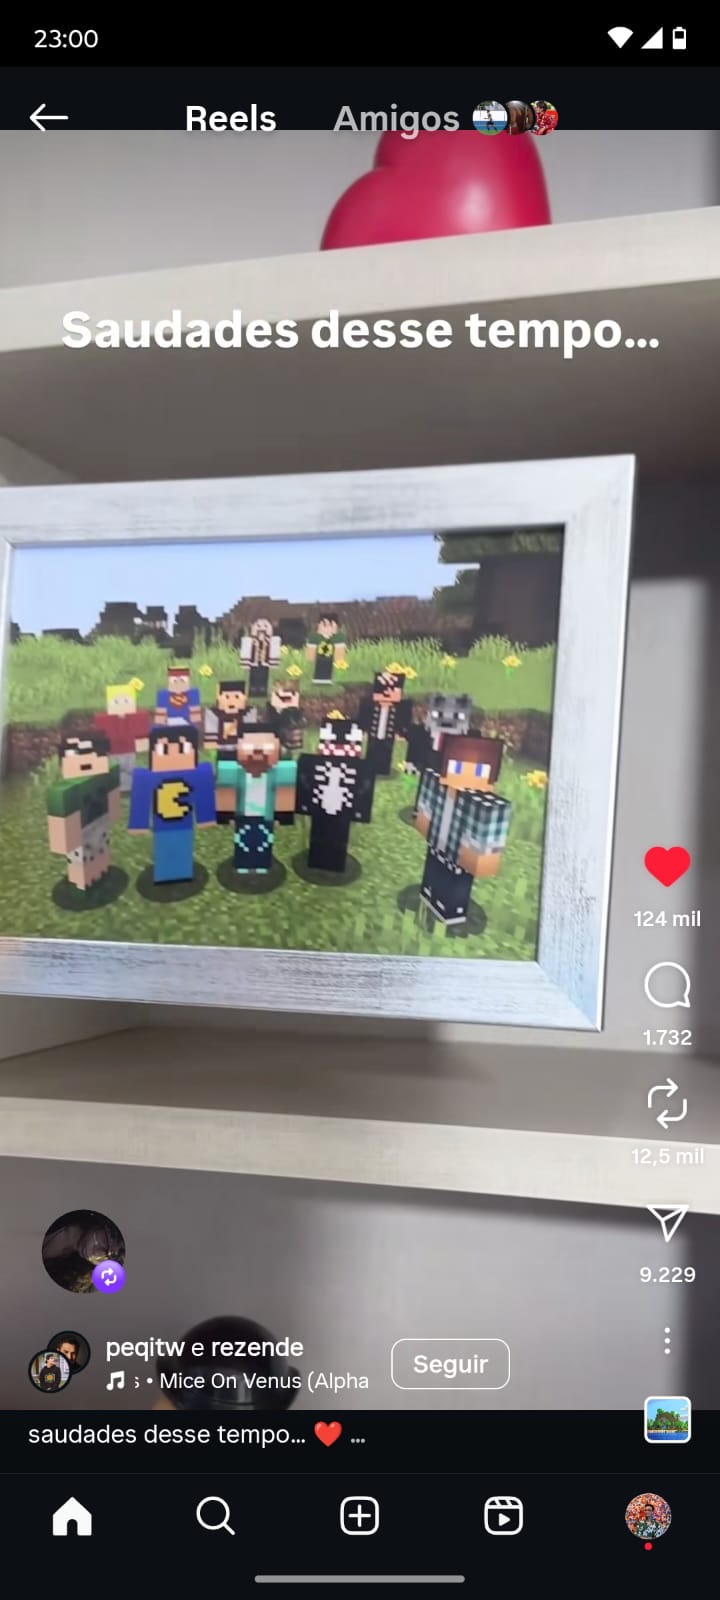 23:00
Reels Amigos
Saudades desse tempo...
124 mil
1.732
12,5 mil
9.229
peqitw e rezende
Seguir
s • Mice On Venus (Alpha
saudades desse tempo... ❤️ ...